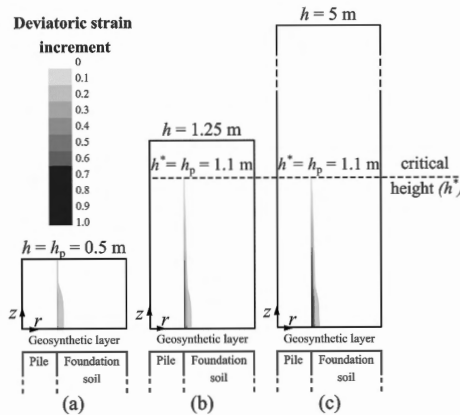 Deviatoric strain
increment
0
0.1
0.2
0.3
0.4
0.5
0.6
0.7
0.8
0.9
1.0
h = hp = 0.5 m
z
r
Geosynthetic layer
Pile
Foundation
soil
(a)
h = 1.25 m
h* = hp = 1.1 m
z
r
Geosynthetic layer
Pile
Foundation
soil
(b)
h = 5 m
h* = hp = 1.1 m
critical
height (h*)
z
r
Geosynthetic layer
Pile
Foundation
soil
(c)